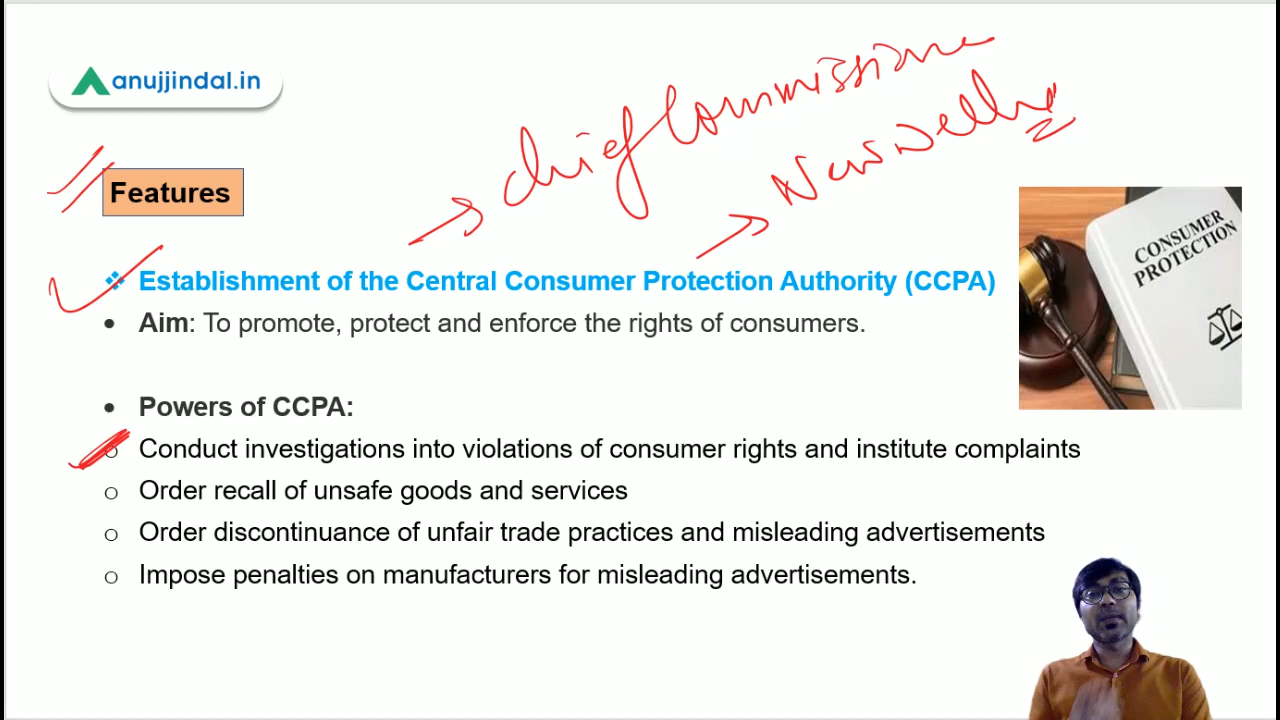 anujjindal.in
Chief Commissione
New Delhi
Features
Establishment of the Central Consumer Protection Authority (CCPA)
• Aim: To promote, protect and enforce the rights of consumers.
CONSUMER
PROTECTION
• Powers of CCPA:
o Conduct investigations into violations of consumer rights and institute complaints
o Order recall of unsafe goods and services
o Order discontinuance of unfair trade practices and misleading advertisements
o Impose penalties on manufacturers for misleading advertisements.